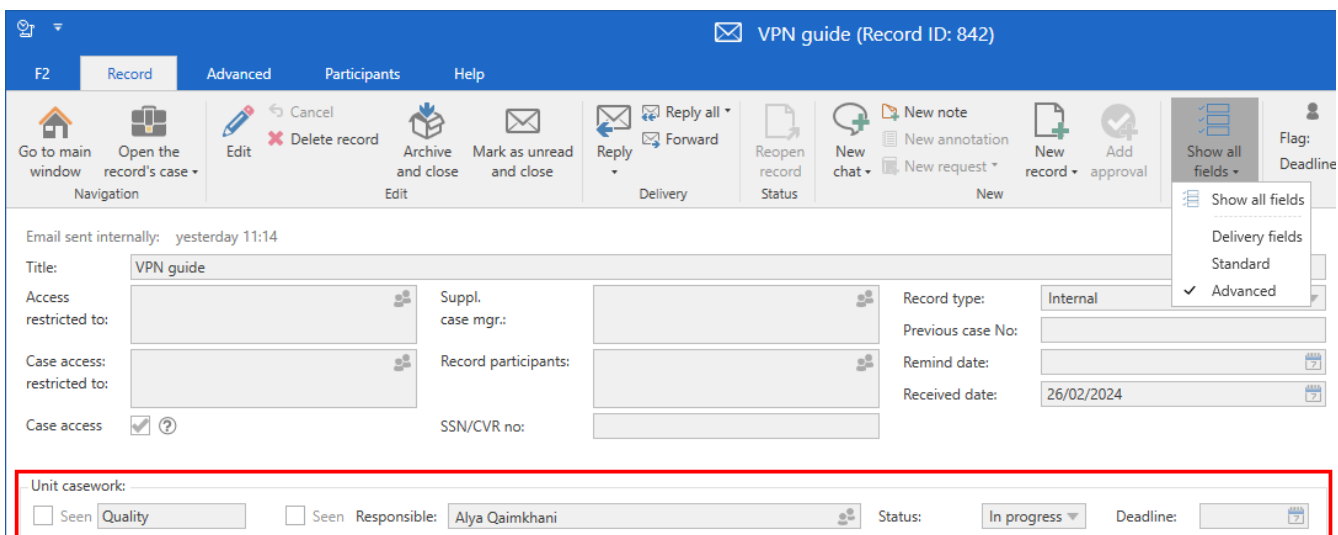 VPN guide (Record ID: 842)
F2 Record Advanced Participants Help
Go to main window
Open the record's case
Navigation
Edit
Cancel
Delete record
Archive and close
Mark as unread and close
Edit
Reply
Reply all
Forward
Delivery
Reopen record
Status
New chat
New note
New annotation
New request
New record
Add approval
New
Show all fields
Flag:
Deadline
Show all fields
Delivery fields
Standard
Advanced
Email sent internally: yesterday 11:14
Title: VPN guide
Access restricted to:
Suppl. case mgr.:
Record type: Internal
Previous case No:
Case access: restricted to:
Record participants:
Remind date:
Received date: 26/02/2024
Case access
SSN/CVR no:
Unit casework:
Seen Quality Seen Responsible: Alya Qaimkhani Status: In progress Deadline: